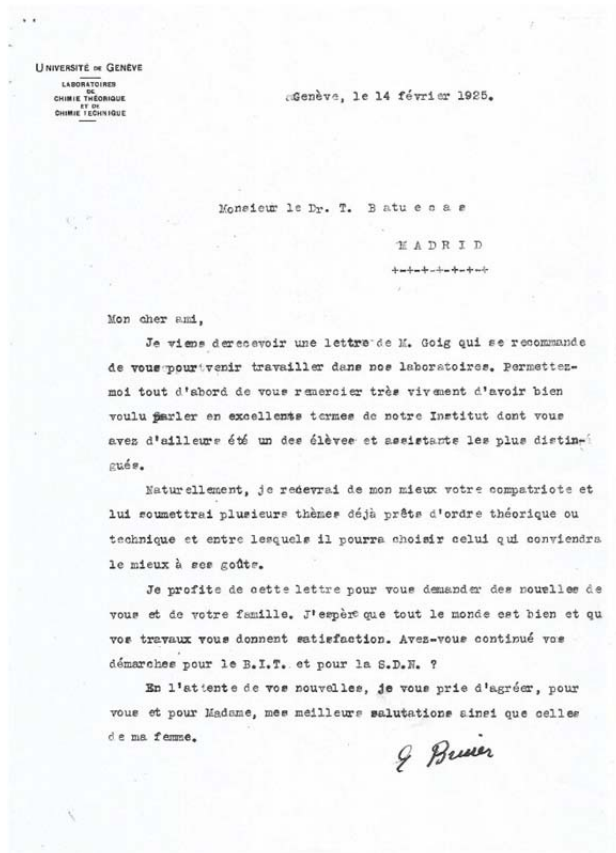 UNIVERSITÉ DE GENÈVE
LABORATOIRES
DE
CHIMIE THÉORIQUE
ET DE
CHIMIE TECHNIQUE
Genève, le 14 février 1925.
Monsieur le Dr. T. Batuecas
MADRID
+-+-+-+-+-+-+
Mon cher ami,
Je viens derecevoir une lettre de M. Goig qui se recommande
de vous pour venir travailler dans nos laboratoires. Permettez-
moi tout d'abord de vous remercier très vivement d'avoir bien
voulu parler en excellents termes de notre Institut dont vous
avez d'ailleurs été un des élèves et assistants les plus distin-
gués.
Naturellement, je recevrai de mon mieux votre compatriote et
lui soumettrai plusieurs thèmes déjà prêts d'ordre théorique ou
technique et entre lesquels il pourra choisir celui qui conviendra
le mieux à ses goûts.
Je profite de cette lettre pour vous demander des nouvelles de
vous et de votre famille. J'espère que tout le monde est bien et qu
vos travaux vous donnent satisfaction. Avez-vous continué vos
démarches pour le B.I.T. et pour la S.D.N. ?
En l'attente de vos nouvelles, je vous prie d'agréer, pour
vous et pour Madame, mes meilleurs salutations ainsi que celles
de ma femme.